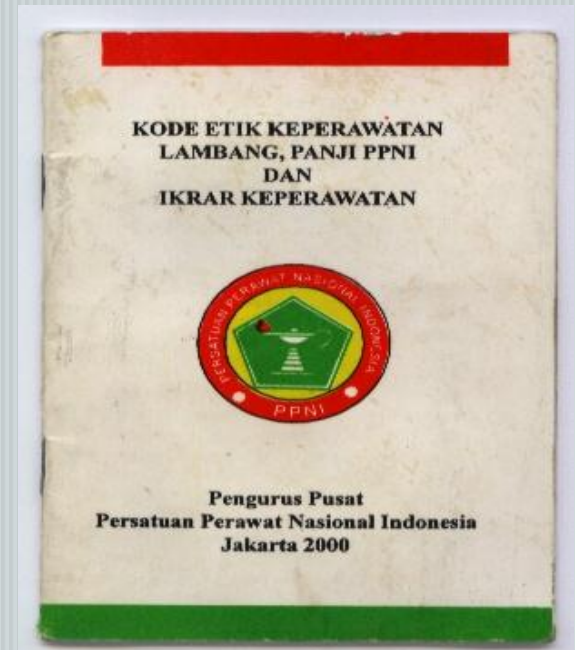 KODE ETIK KEPERAWATAN
LAMBANG, PANJI PPNI
DAN
IKRAR KEPERAWATAN
PERSATUAN PERAWAT NASIONAL INDONESIA
PPNI
Pengurus Pusat
Persatuan Perawat Nasional Indonesia
Jakarta 2000